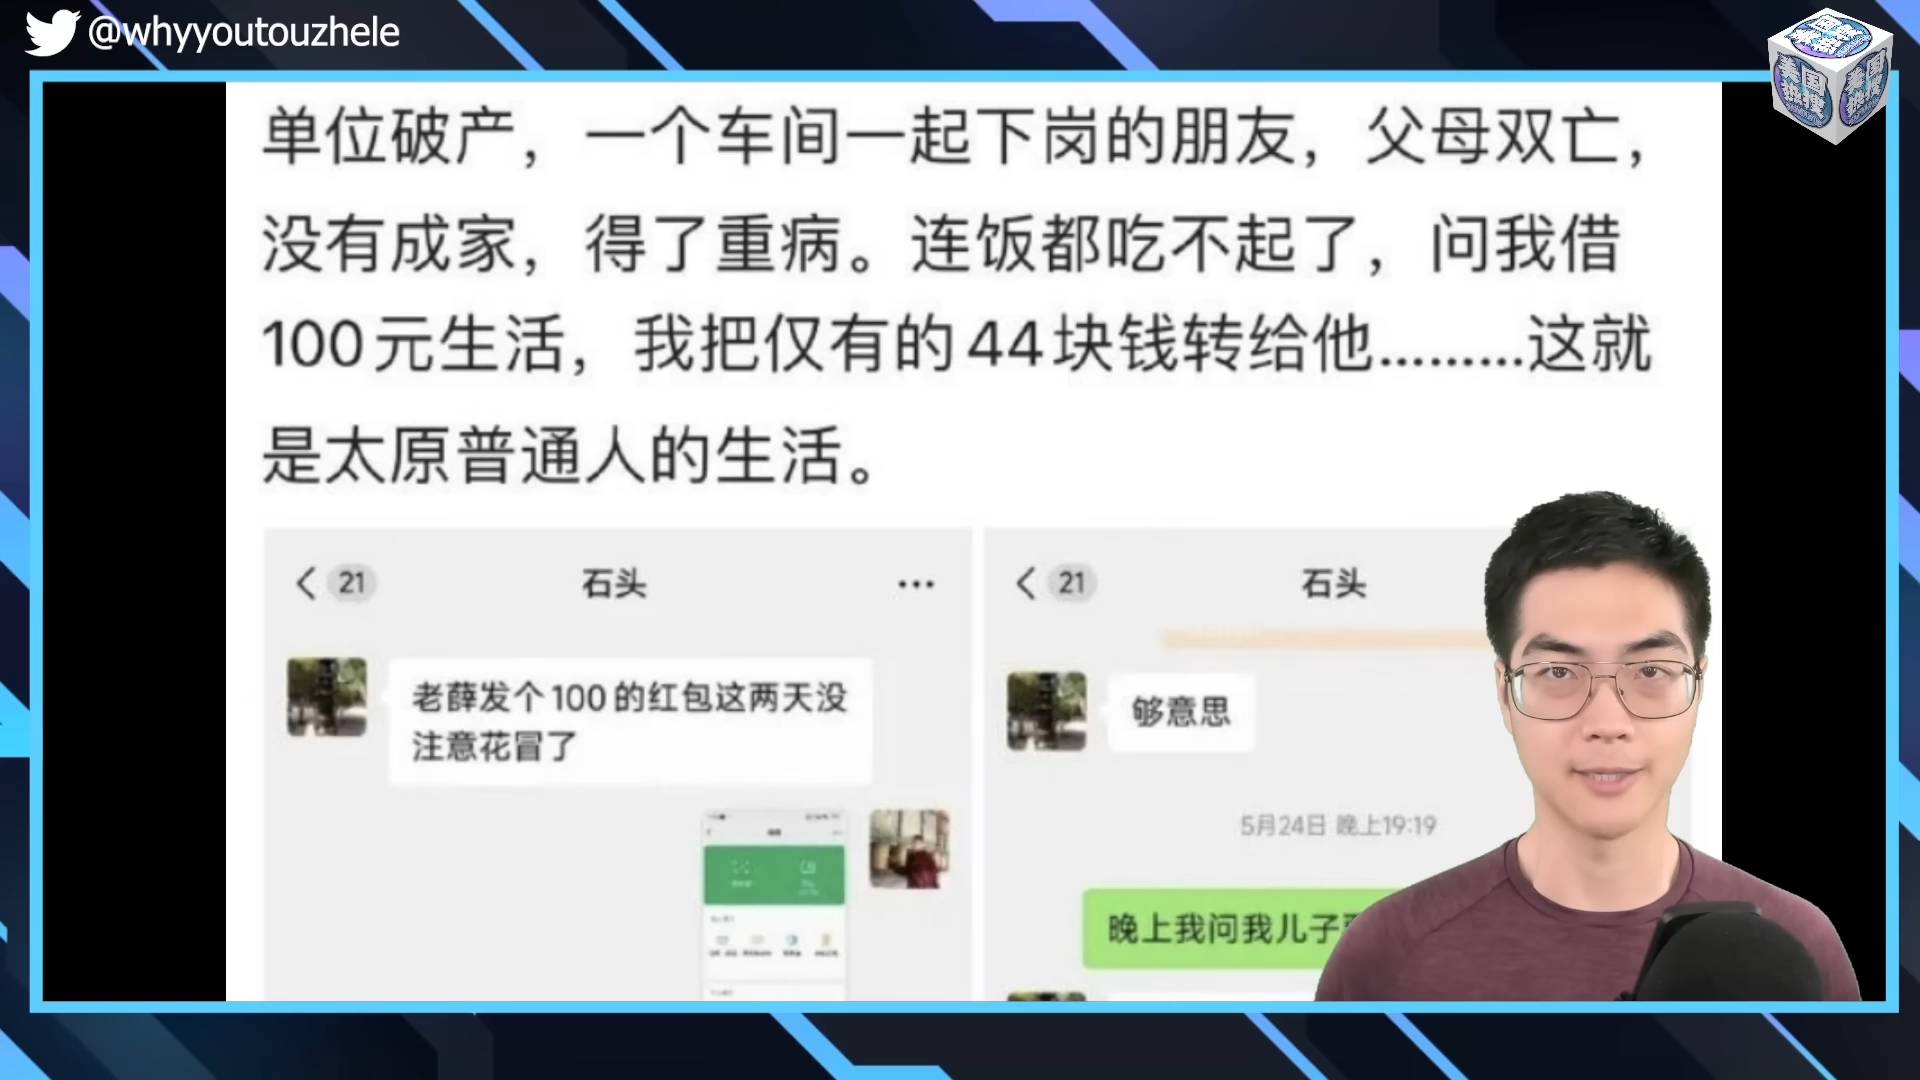 @whyyoutouzhele
单位破产，一个车间一起下岗的朋友，父母双亡，
没有成家，得了重病。连饭都吃不起了，问我借
100元生活，我把仅有的44块钱转给他………这就
是太原普通人的生活。
21
石头
老薛发个100的红包这两天没
注意花冒了
21
石头
够意思
5月24日 晚上19:19
晚上我问我儿子